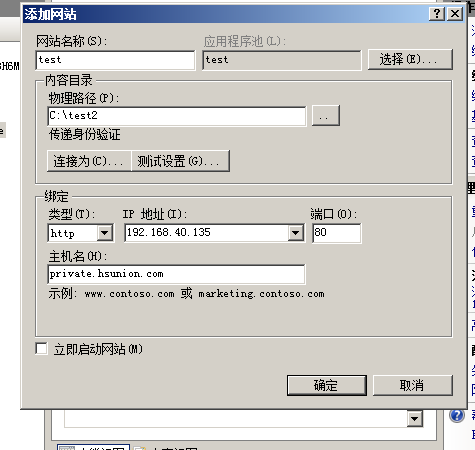 添加网站
网站名称(S):
应用程序池(L):
test
test
选择(E)...
内容目录
物理路径(P):
C:\test2
..
传递身份验证
连接为(C)...
测试设置(G)...
绑定
类型(T):
IP 地址(I):
端口(O):
http
192.168.40.135
80
主机名(H):
private.hsunion.com
示例: www.contoso.com 或 marketing.contoso.com
立即启动网站(M)
确定
取消